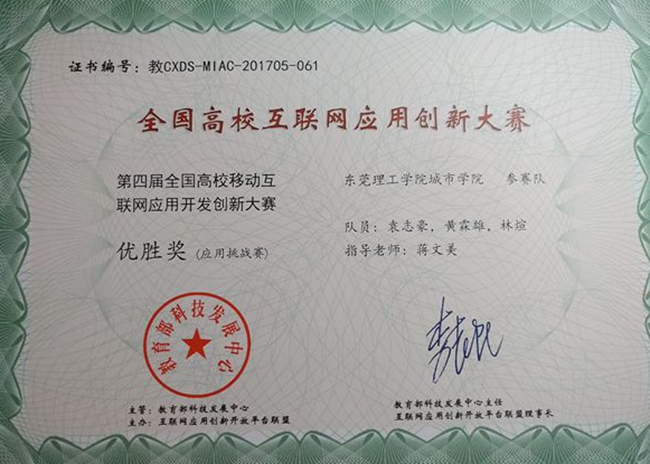 证书编号：教CXDS-MIAC-201705-061
全国高校互联网应用创新大赛
第四届全国高校移动互
联网应用开发创新大赛
优胜奖(应用挑战赛)
东莞理工学院城市学院 参赛队
队员：袁志豪，黄霖雄，林煊
指导老师：蒋文美
教育部科技发展中心
主管：教育部科技发展中心
主办：互联网应用创新开放平台联盟
教育部科技发展中心主任
互联网应用创新开放平台联盟理事长